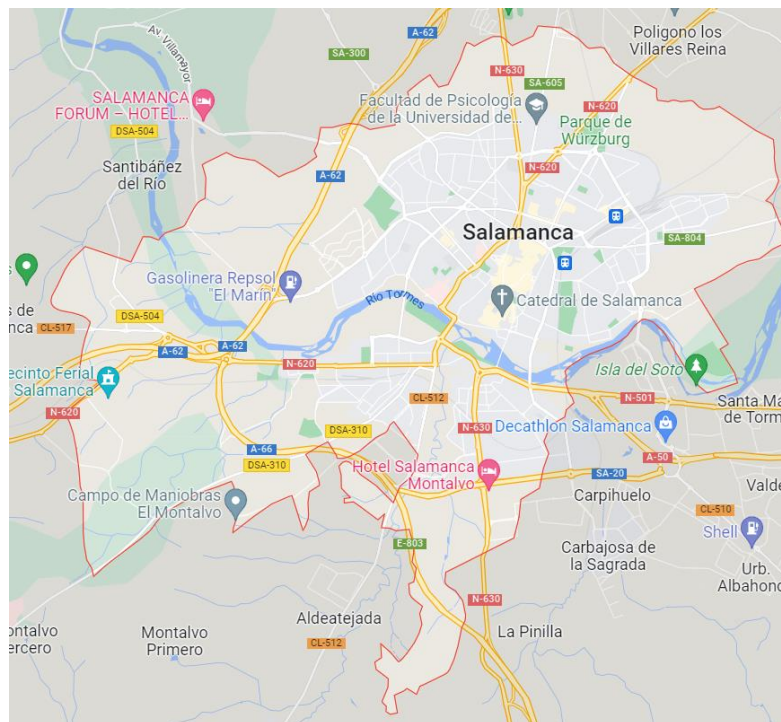 A-62
N-630
Poligono los
Villares Reina
Av. Villamayor
SA-300
SA-605
SALAMANCA
FORUM – HOTEL...
Facultad de Psicología
de la Universidad de...
N-620
Parque de
Würzburg
DSA-504
Santibáñez
del Río
A-62
N-620
Salamanca
SA-804
Gasolinera Repsol
"El Marin"
Río Tormes
Catedral de Salamanca
s de
nca
CL-517
DSA-504
A-62
A-62
N-620
Isla del Soto
ecinto Ferial
Salamanca
N-620
CL-512
N-501
Santa Ma
de Torm
DSA-310
N-630
Decathlon Salamanca
A-66
DSA-310
Hotel Salamanca
Montalvo
A-50
SA-20
Campo de Maniobras
El Montalvo
Carpihuelo
Valde
CL-510
E-803
Carbajosa de
la Sagrada
Shell
Urb.
Albahond
N-630
Aldeatejada
ontalvo
ercero
Montalvo
Primero
CL-512
La Pinilla